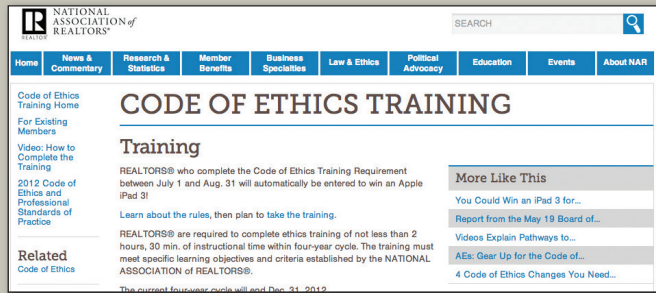 NATIONAL
ASSOCIATION of
REALTORS®
REALTOR®
SEARCH
Home
News &
Commentary
Research &
Statistics
Member
Benefits
Business
Specialties
Law & Ethics
Political
Advocacy
Education
Events
About NAR
Code of Ethics
Training Home
For Existing
Members
Video: How to
Complete the
Training
2012 Code of
Ethics and
Professional
Standards of
Practice
Related
Code of Ethics
CODE OF ETHICS TRAINING
Training
REALTORS® who complete the Code of Ethics Training Requirement
between July 1 and Aug. 31 will automatically be entered to win an Apple
iPad 3!
Learn about the rules, then plan to take the training.
REALTORS® are required to complete ethics training of not less than 2
hours, 30 min. of instructional time within four-year cycle. The training must
meet specific learning objectives and criteria established by the NATIONAL
ASSOCIATION of REALTORS®.
The current four-year cycle will end Dec. 31, 2012.
More Like This
You Could Win an iPad 3 for...
Report from the May 19 Board of...
Videos Explain Pathways to...
AEs: Gear Up for the Code of...
4 Code of Ethics Changes You Need...